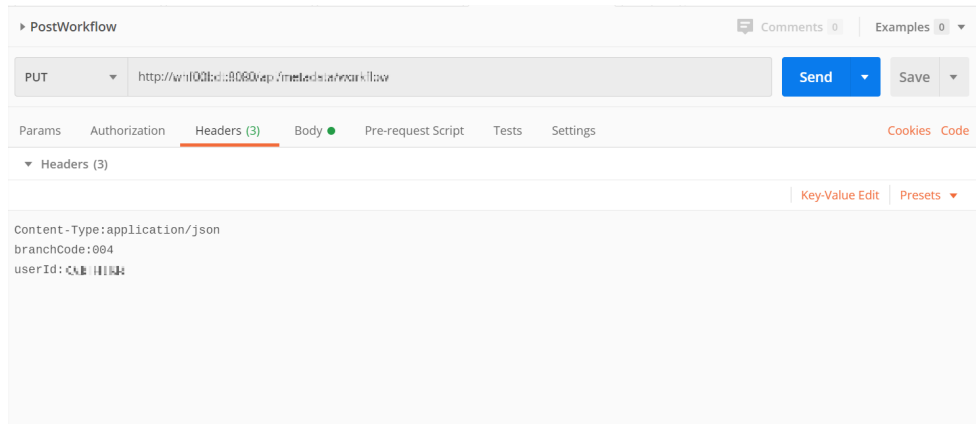 PostWorkflow
Comments 0 Examples 0
PUT http:// Send Save
Params Authorization Headers (3) Body Pre-request Script Tests Settings Cookies Code
Headers (3)
Key-Value Edit Presets
Content-Type:application/json
branchCode:004
userId: